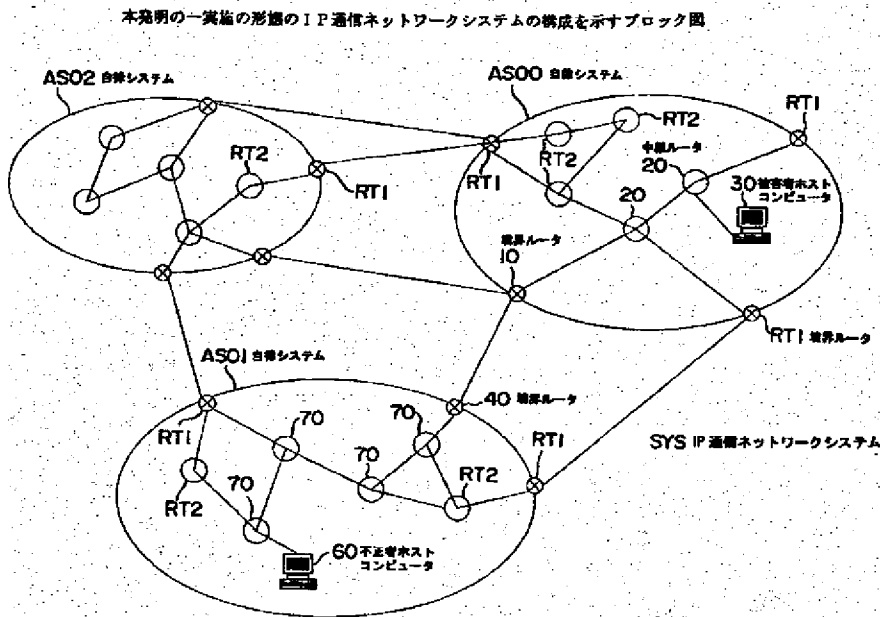 本発明の一実施の形態のIP通信ネットワークシステムの構成を示すブロック図
AS02 自律システム
AS00 自律システム
RT2
RT1
RT1
RT2
RT2
中継ルータ
20
RT1
20
30 被害者ホスト
コンピュータ
境界ルータ
10
RT1 境界ルータ
AS01 自律システム
40 境界ルータ
RT1
70
70
70
RT1
RT2
70
RT2
SYS IP通信ネットワークシステム
60 不正者ホスト
コンピュータ